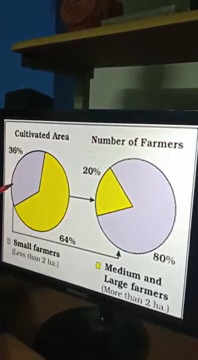 Cultivated Area
Number of Farmers
36%
20%
64%
80%
Small farmers
(Less than 2 ha.)
Medium and
Large farmers
(More than 2 ha.)